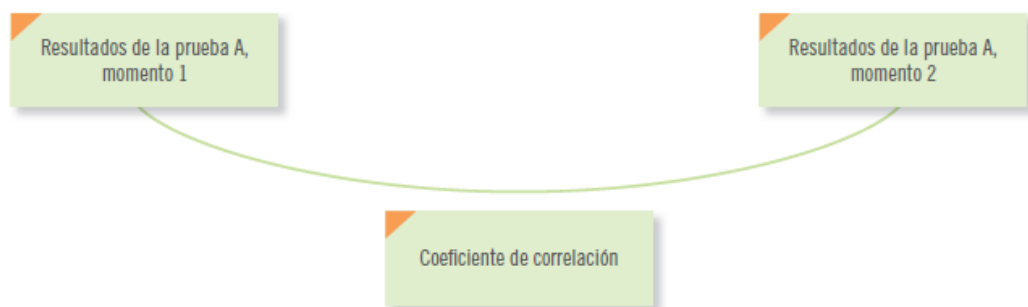 Resultados de la prueba A,
momento 1
Resultados de la prueba A,
momento 2
Coeficiente de correlación